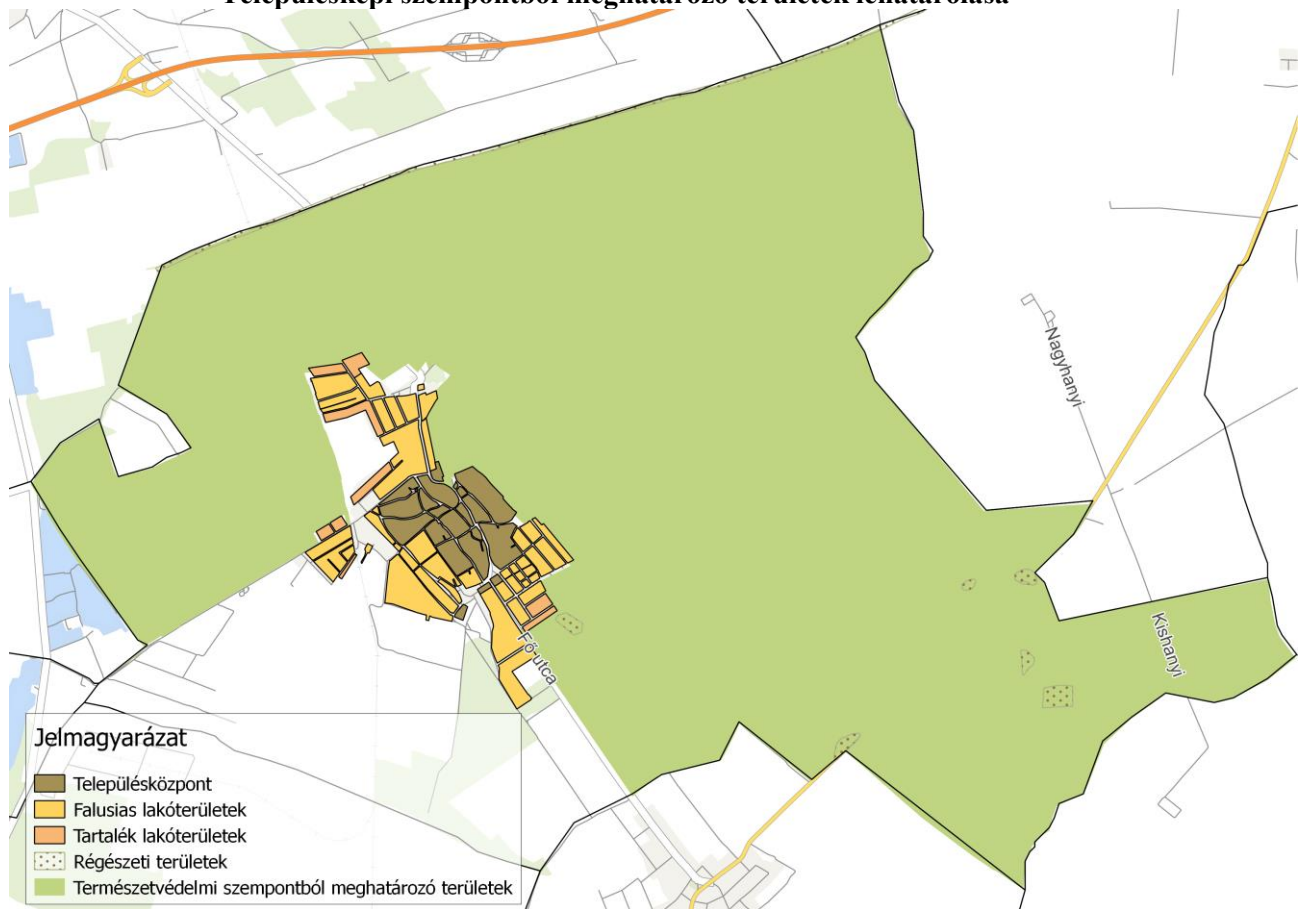 Településképi szempontból meghatározó területek lehatárolása
Nagyhanyi
Kishanyi
Fő utca
Jelmagyarázat
Településközpont
Falusias lakóterületek
Tartalék lakóterületek
Régészeti területek
Természetvédelmi szempontból meghatározó területek